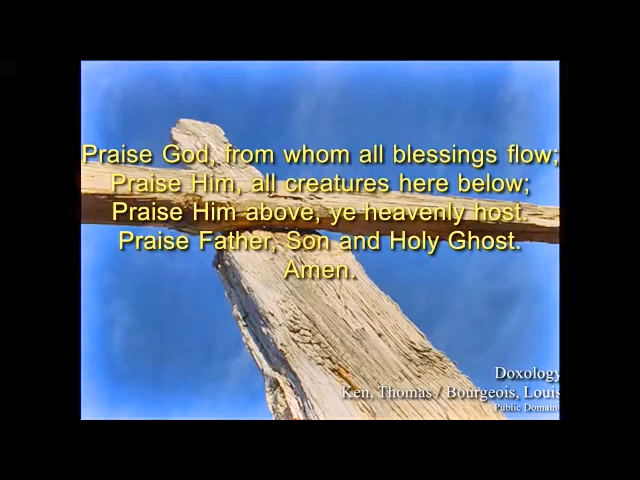 Praise God, from whom all blessings flow;
Praise Him, all creatures here below;
Praise Him above, ye heavenly host.
Praise Father, Son and Holy Ghost.
Amen.
Doxology
Ken, Thomas / Bourgeois, Louis
Public Domain